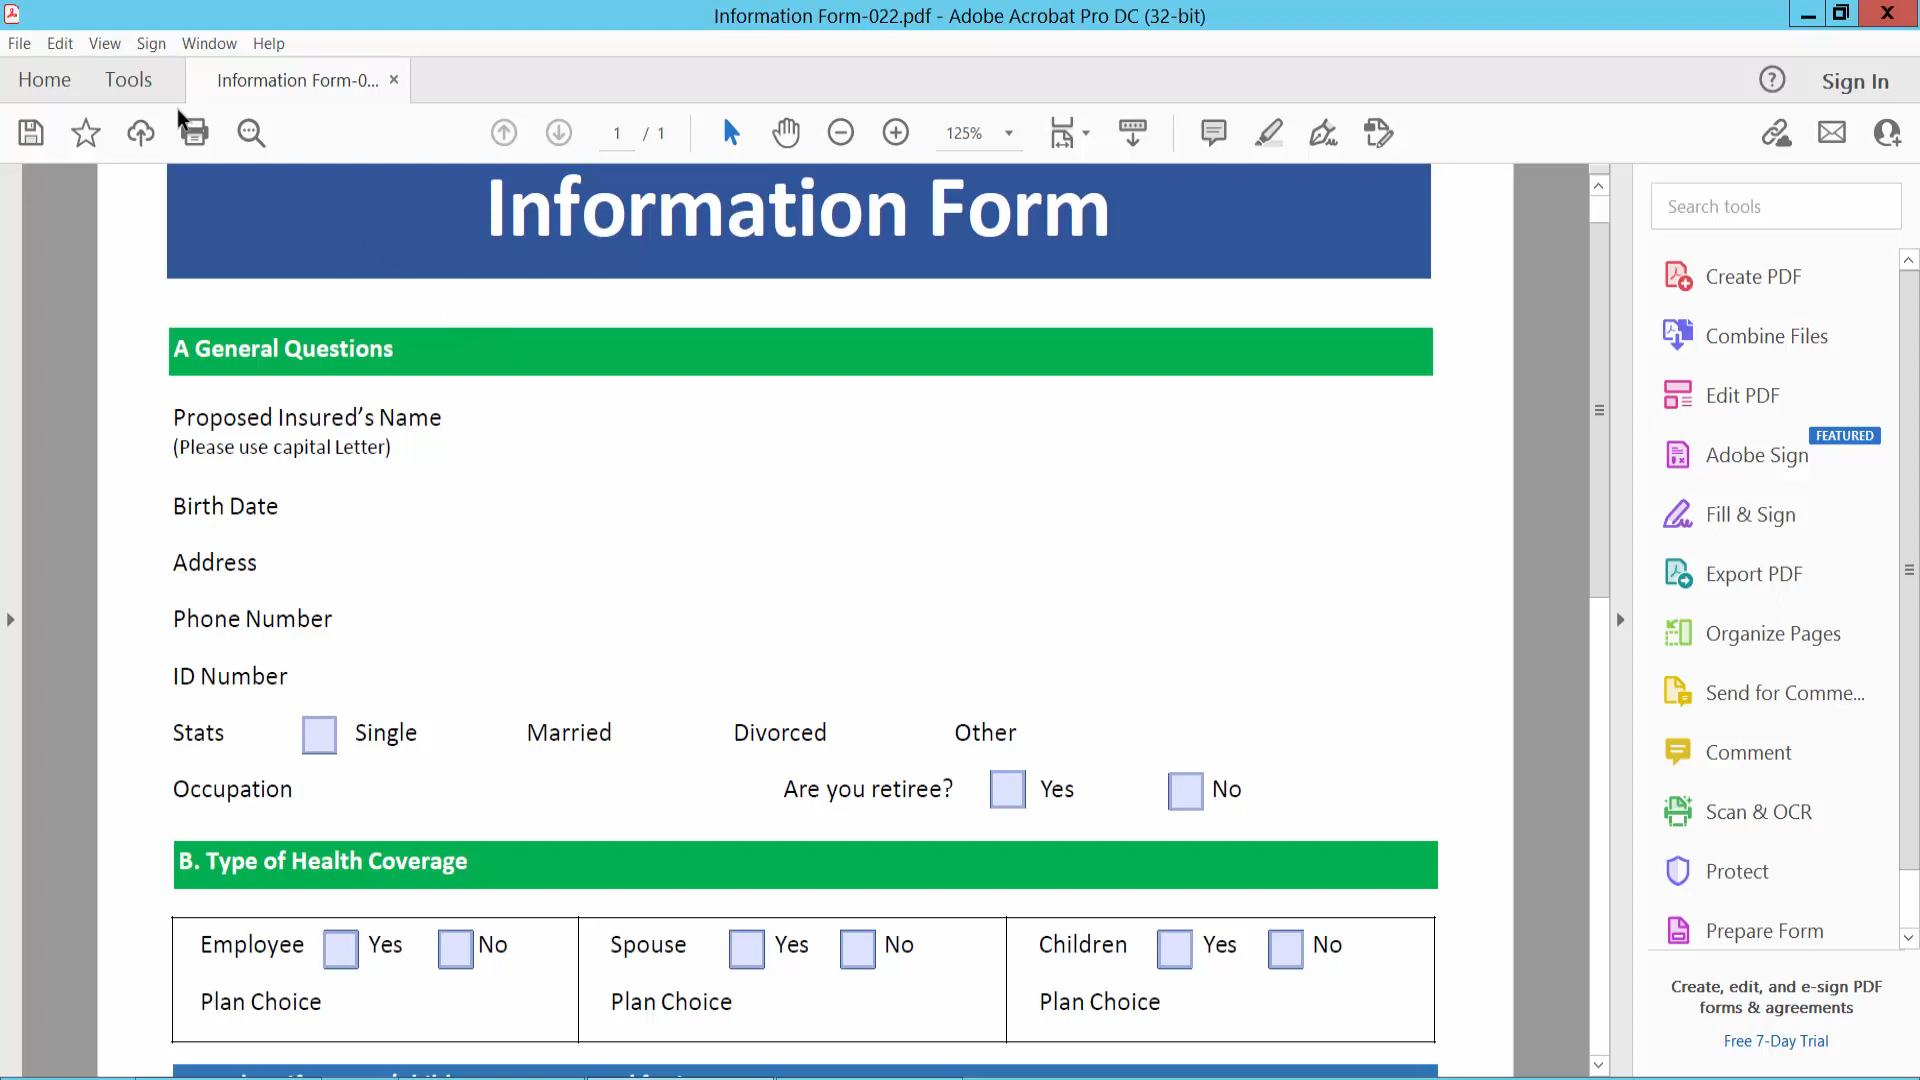 Information Form-022.pdf - Adobe Acrobat Pro DC (32-bit)
File Edit View Sign Window Help
Home Tools Information Form-0... × Sign In
1 / 1 125%
Information Form
Search tools
A General Questions
Proposed Insured’s Name
(Please use capital Letter)
Birth Date
Address
Phone Number
ID Number
Stats Single Married Divorced Other
Occupation Are you retiree? Yes No
B. Type of Health Coverage
Employee Yes No Spouse Yes No Children Yes No
Plan Choice Plan Choice Plan Choice
Create PDF
Combine Files
Edit PDF
FEATURED
Adobe Sign
Fill & Sign
Export PDF
Organize Pages
Send for Comme...
Comment
Scan & OCR
Protect
Prepare Form
Create, edit, and e-sign PDF
forms & agreements
Free 7-Day Trial